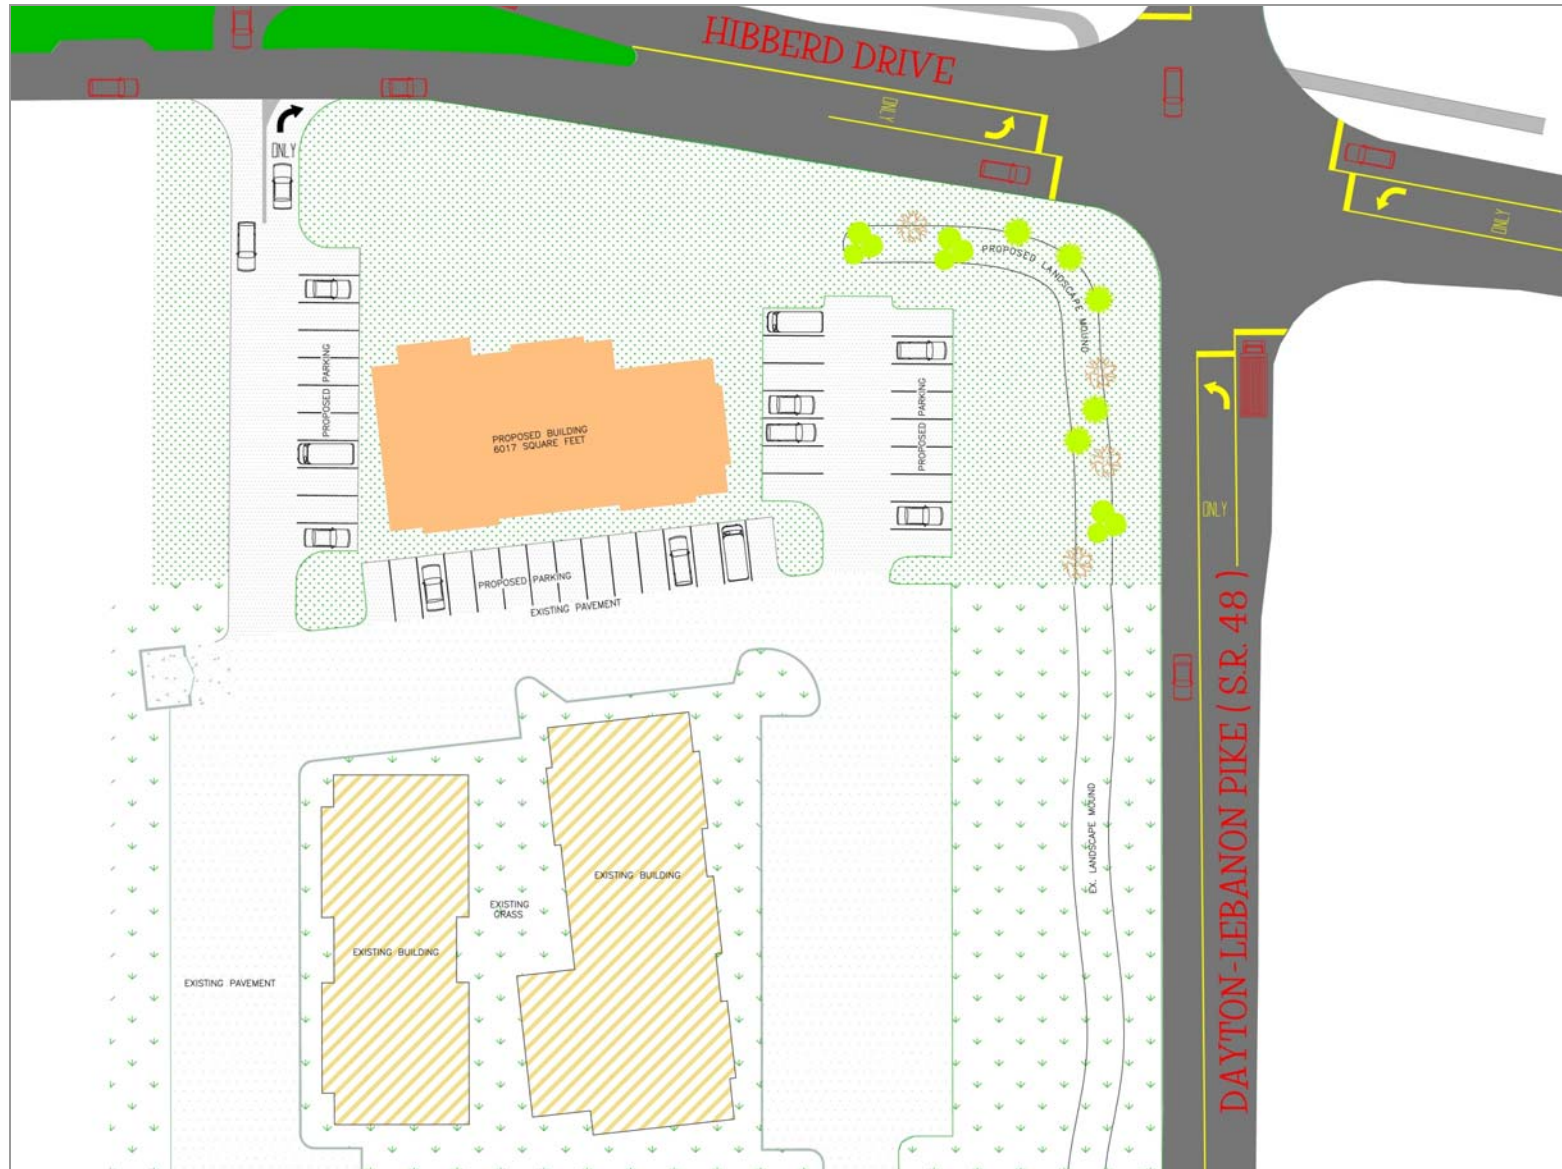 HIBBERD DRIVE
ONLY
ONLY
ONLY
PROPOSED LANDSCAPE MOUND
PROPOSED PARKING
PROPOSED PARKING
PROPOSED BUILDING
6017 SQUARE FEET
ONLY
PROPOSED PARKING
EXISTING PAVEMENT
DAYTON-LEBANON PIKE ( S.R. 48 )
EX. LANDSCAPE MOUND
EXISTING BUILDING
EXISTING
GRASS
EXISTING BUILDING
EXISTING PAVEMENT